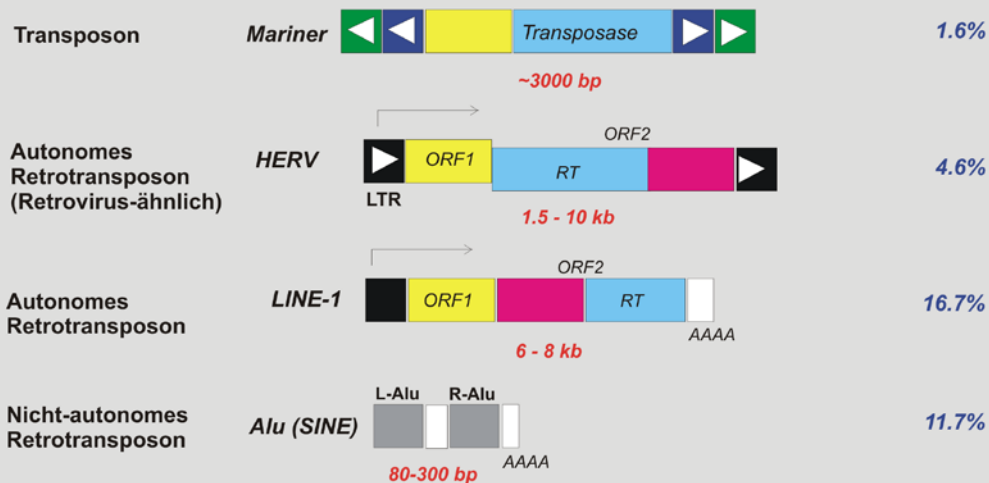 Transposon Mariner Transposase 1.6%
~3000 bp
ORF2
Autonomes
Retrotransposon
(Retrovirus-ähnlich)
HERV ORF1 RT 4.6%
LTR
1.5 - 10 kb
ORF2
Autonomes
Retrotransposon
LINE-1 ORF1 RT 16.7%
AAAA
6 - 8 kb
L-Alu R-Alu
Nicht-autonomes
Retrotransposon
Alu (SINE) 11.7%
AAAA
80-300 bp